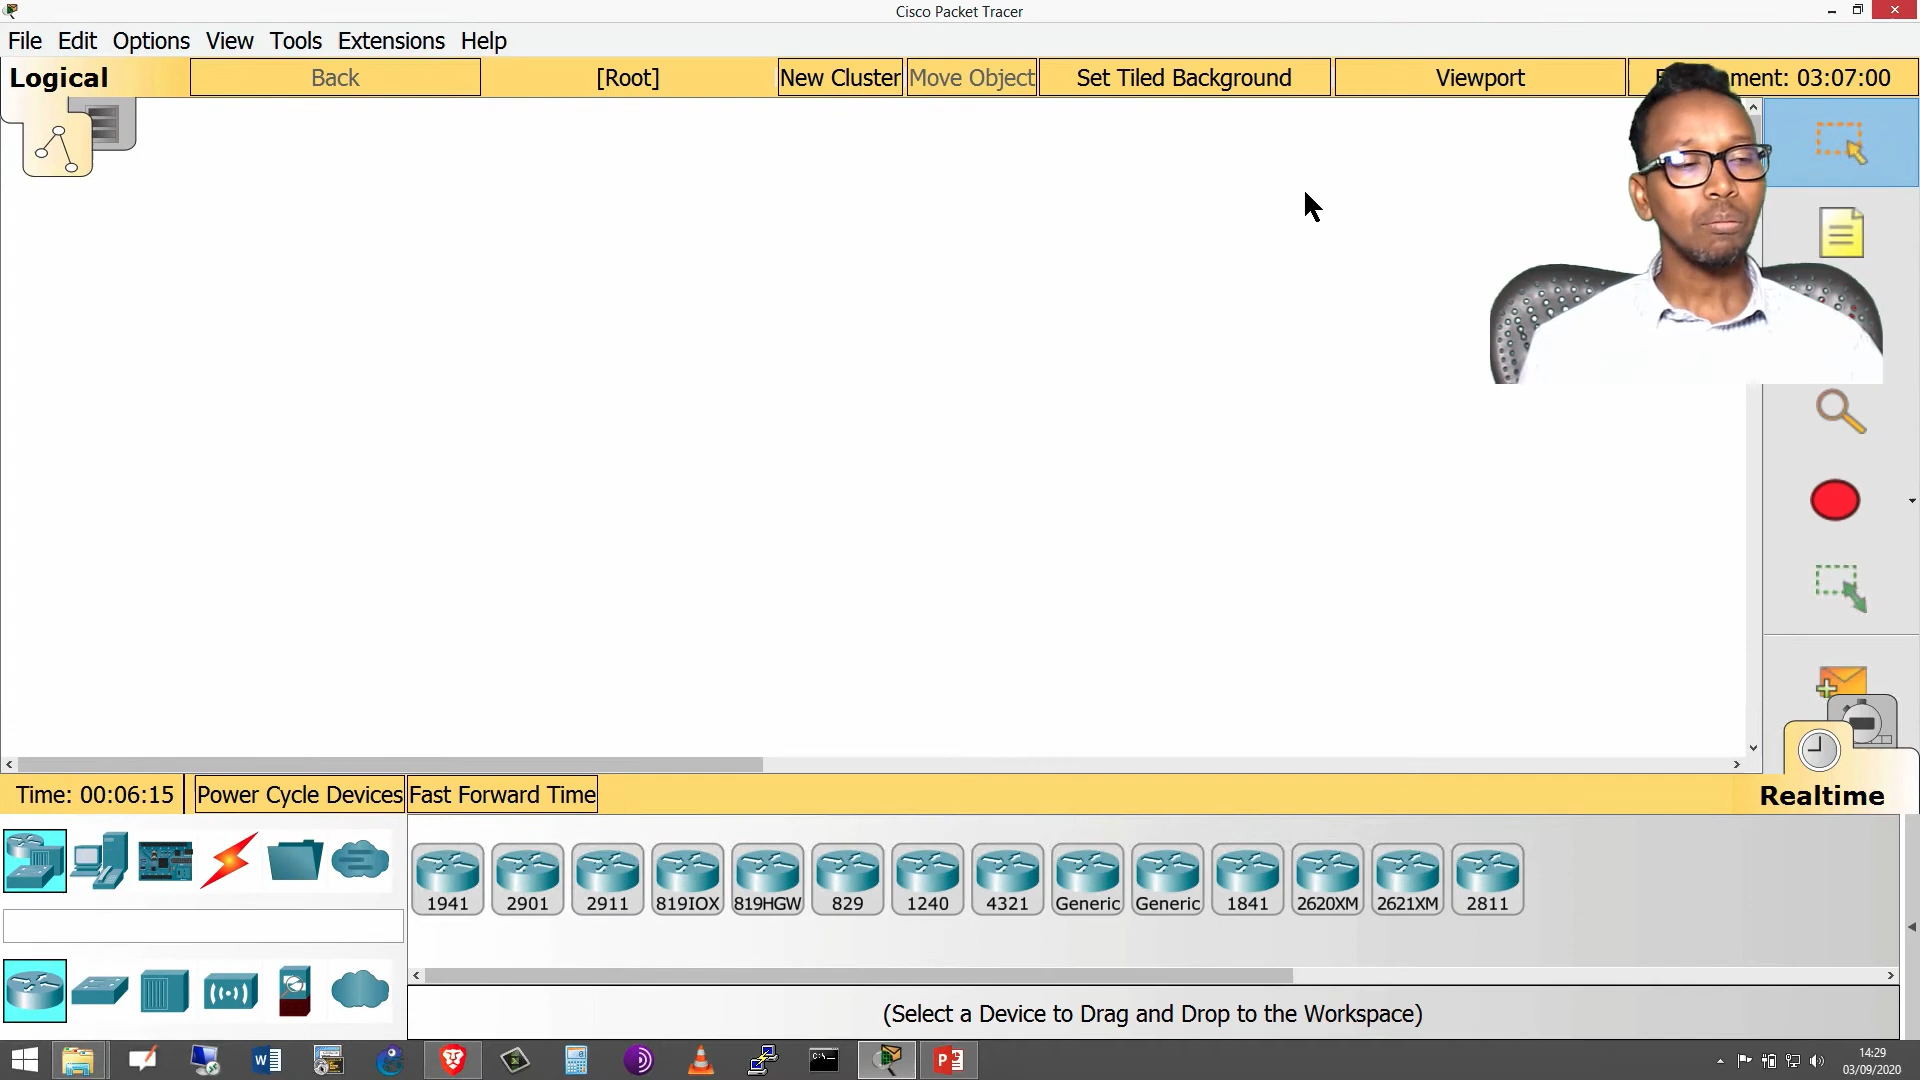 Cisco Packet Tracer
File Edit Options View Tools Extensions Help
Logical Back [Root] New Cluster Move Object Set Tiled Background Viewport 03:07:00
Time: 00:06:15 Power Cycle Devices Fast Forward Time Realtime
1941 2901 2911 819IOX 819HGW 829 1240 4321 Generic Generic 1841 2620XM 2621XM 2811
(Select a Device to Drag and Drop to the Workspace)
14:29
03/09/2020